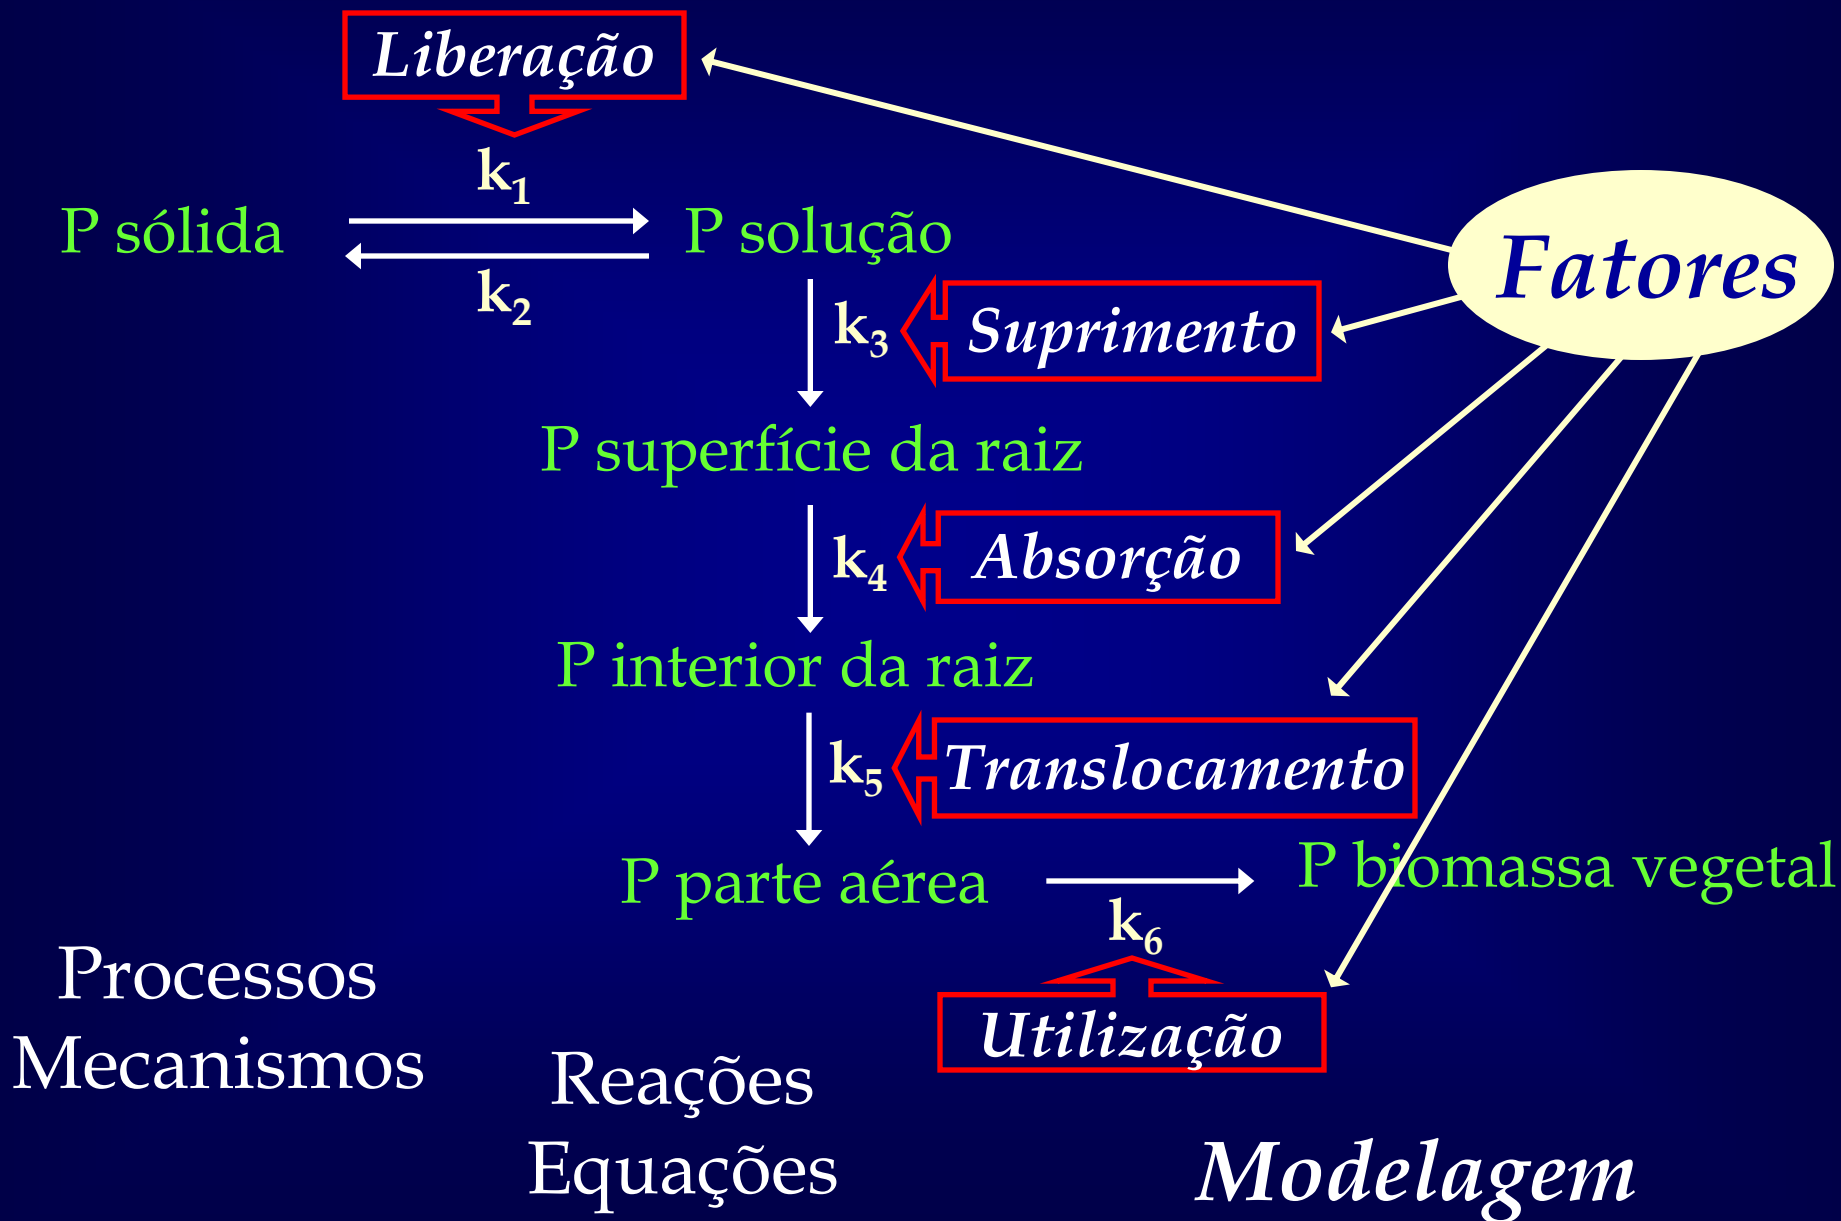 Liberação
k1
P sólida
P solução
Fatores
k2
k3
Suprimento
P superfície da raiz
k4
Absorção
P interior da raiz
k5
Translocamento
P parte aérea
P biomassa vegetal
k6
Processos
Mecanismos
Utilização
Reações
Equações
Modelagem